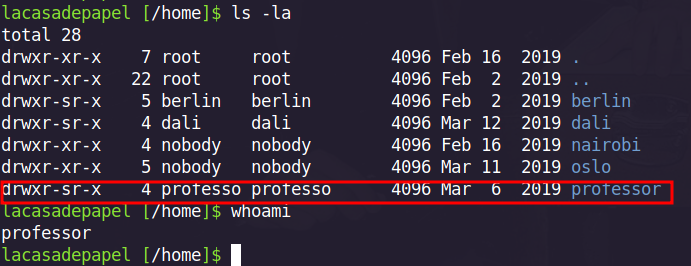 lacasadepapel [/home]$ ls -la
total 28
drwxr-xr-x    7 root     root          4096 Feb 16  2019 .
drwxr-xr-x   22 root     root          4096 Feb  2  2019 ..
drwxr-sr-x    5 berlin   berlin        4096 Feb  2  2019 berlin
drwxr-sr-x    4 dali     dali          4096 Mar 12  2019 dali
drwxr-sr-x    4 nobody   nobody        4096 Feb 16  2019 nairobi
drwxr-sr-x    5 nobody   nobody        4096 Mar 11  2019 oslo
drwxr-sr-x    4 professo professo      4096 Mar  6  2019 professor
lacasadepapel [/home]$ whoami
professor
lacasadepapel [/home]$